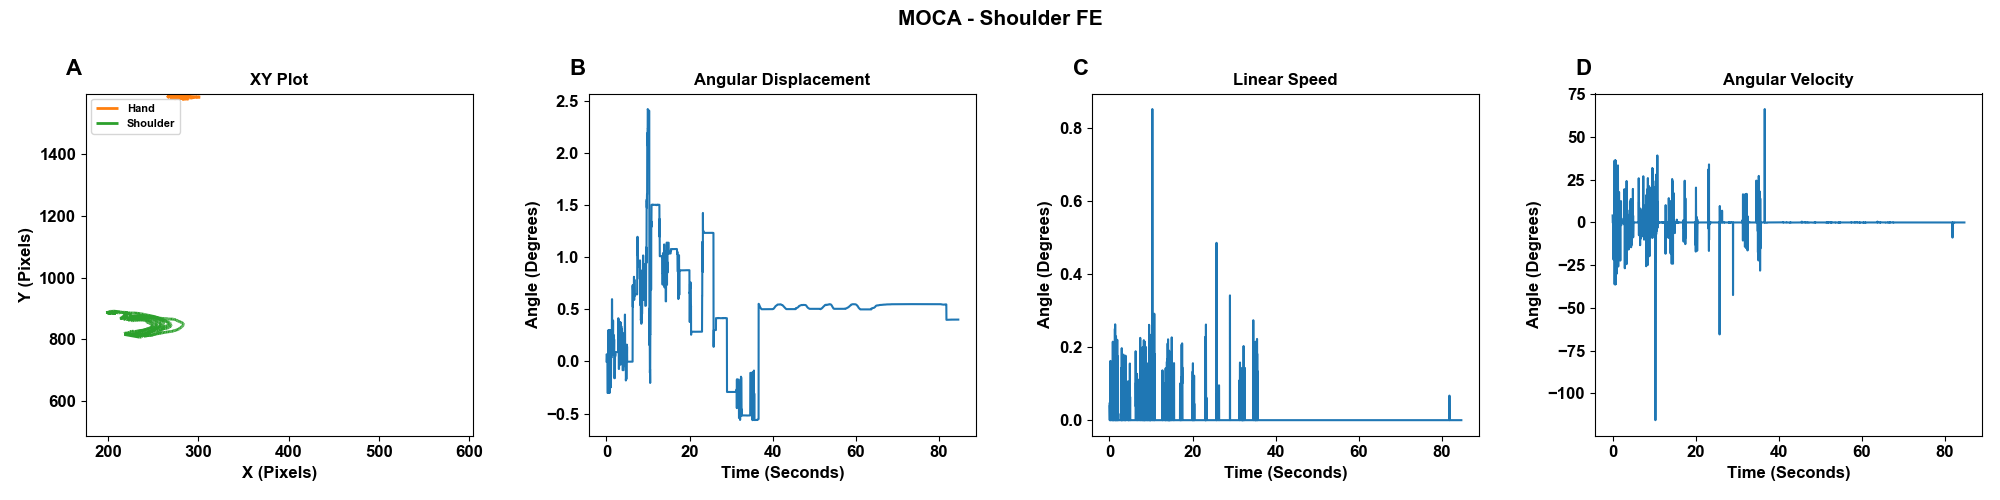 MOCA - Shoulder FE
A
XY Plot
Hand
Shoulder
1400
1200
1000
800
600
200
300
400
500
600
Y (Pixels)
X (Pixels)
B
Angular Displacement
2.5
2.0
1.5
1.0
0.5
0.0
−0.5
0
20
40
60
80
Angle (Degrees)
Time (Seconds)
C
Linear Speed
0.8
0.6
0.4
0.2
0.0
0
20
40
60
80
Angle (Degrees)
Time (Seconds)
D
Angular Velocity
75
50
25
0
−25
−50
−75
−100
0
20
40
60
80
Angle (Degrees)
Time (Seconds)